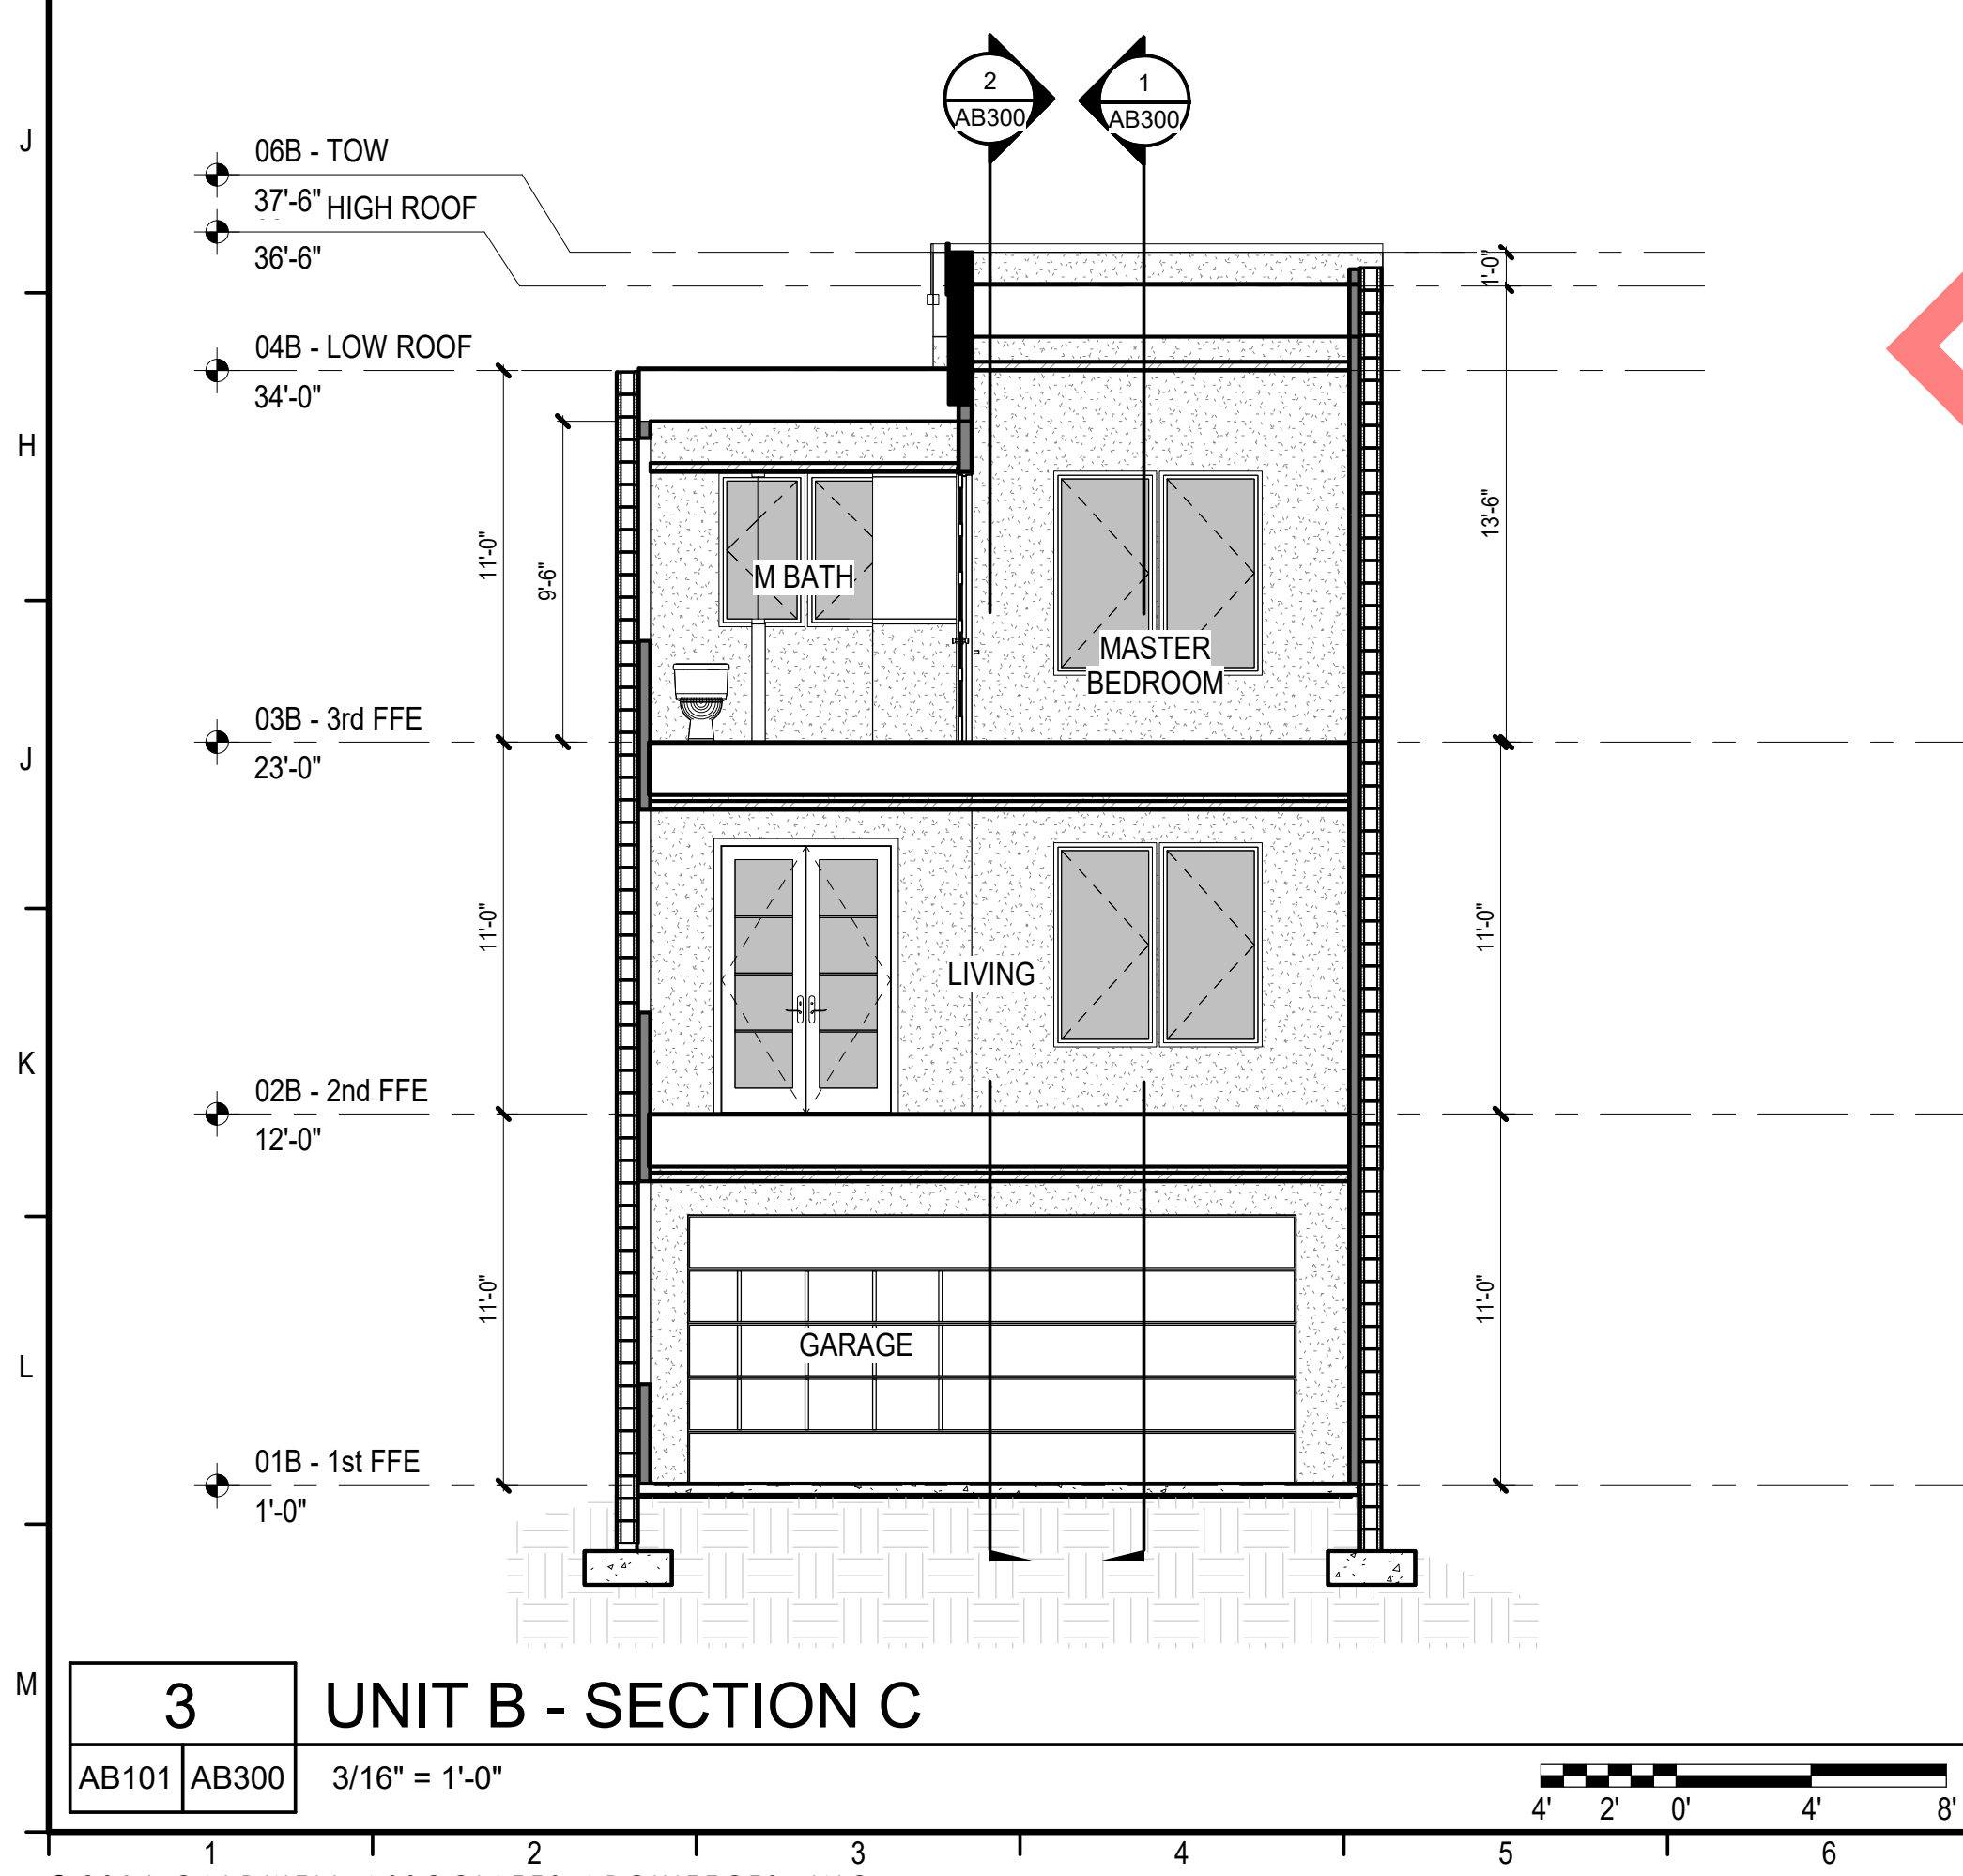 2
AB300
1
AB300
J
06B - TOW
37'-6"
HIGH ROOF
36'-6"
1'-0"
04B - LOW ROOF
34'-0"
H
11'-0"
9'-6"
13'-6"
M BATH
MASTER
BEDROOM
03B - 3rd FFE
23'-0"
J
11'-0"
11'-0"
LIVING
K
02B - 2nd FFE
12'-0"
11'-0"
11'-0"
GARAGE
L
01B - 1st FFE
1'-0"
M
3
UNIT B - SECTION C
AB101
AB300
3/16" = 1'-0"
4' 2' 0' 4' 8'
1 2 3 4 5 6